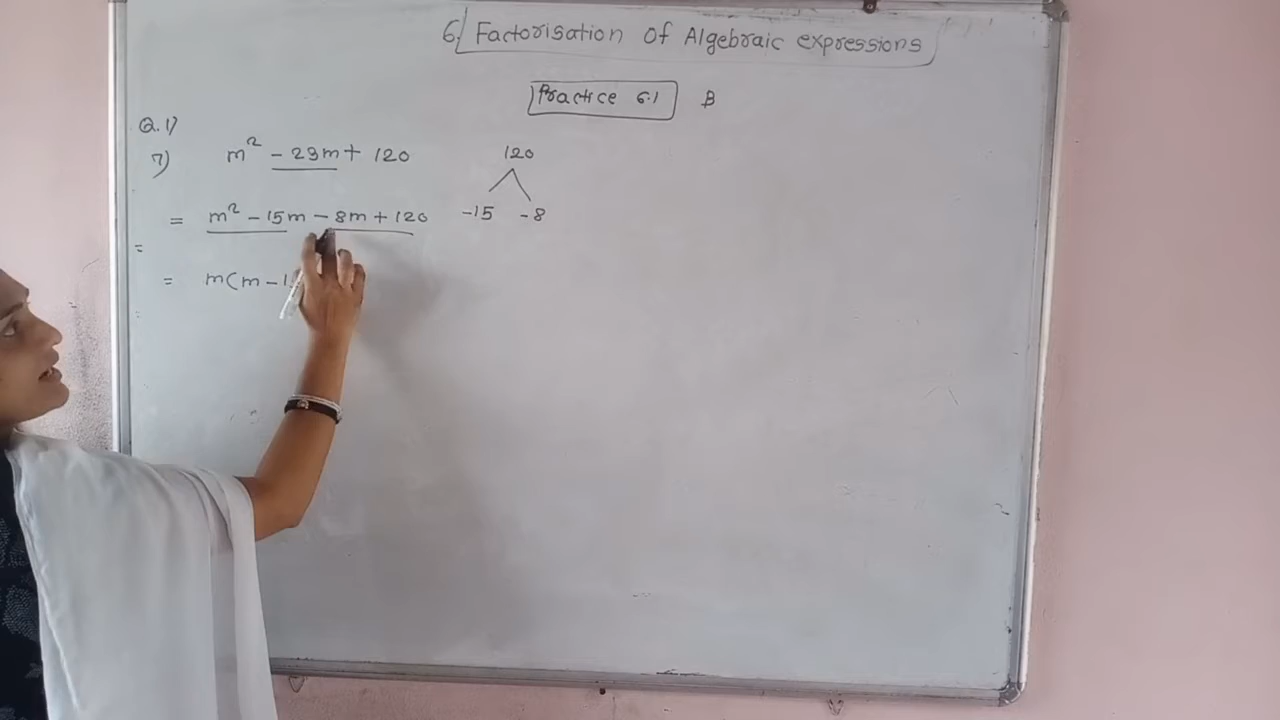 6. Factorisation of Algebraic expressions
Practice 6.1 B
Q.1)
7) m² - 23m + 120
120
= m² - 15m - 8m + 120
-15 -8
=
= m(m - 1